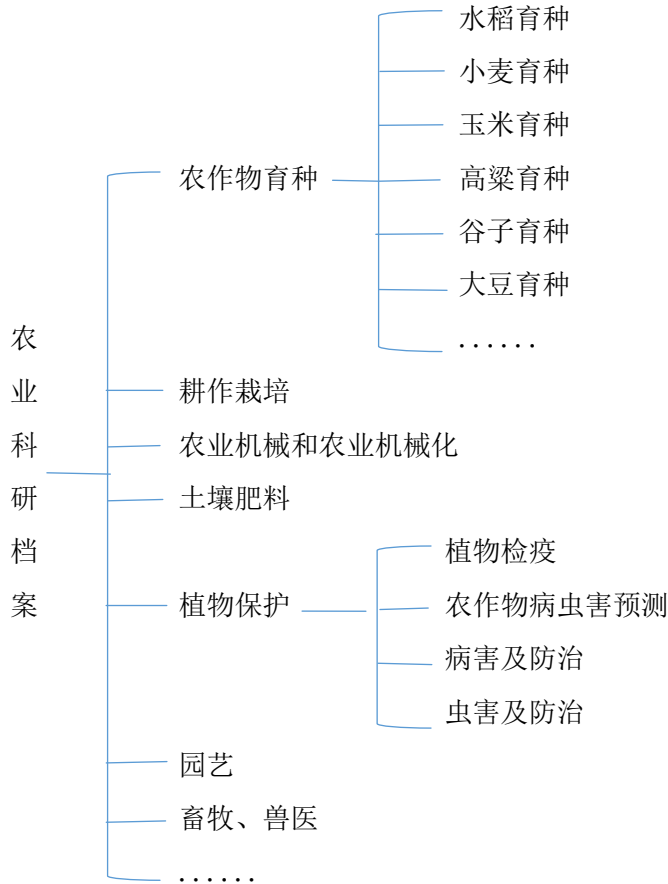 农业科研档案
农作物育种
水稻育种
小麦育种
玉米育种
高粱育种
谷子育种
大豆育种
......
耕作栽培
农业机械和农业机械化
土壤肥料
植物保护
植物检疫
农作物病虫害预测
病害及防治
虫害及防治
园艺
畜牧、兽医
......